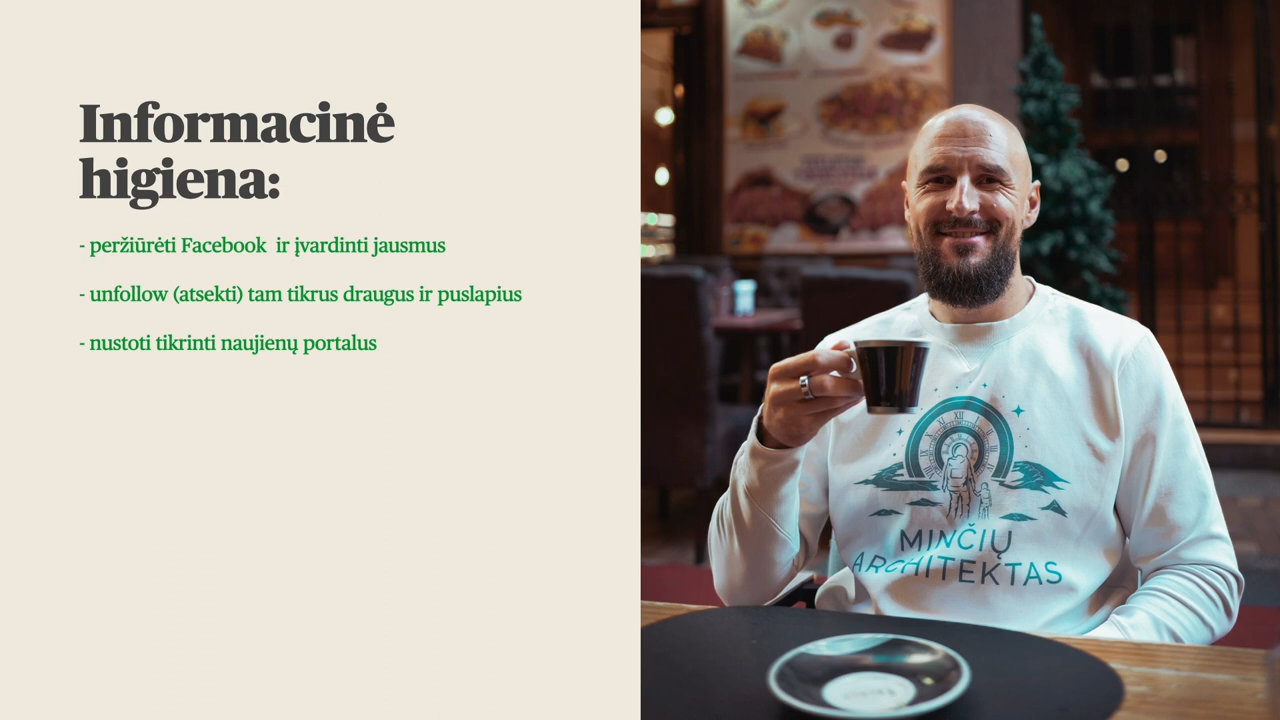 Informacinė
higiena:
- peržiūrėti Facebook  ir įvardinti jausmus
- unfollow (atsekti) tam tikrus draugus ir puslapius
- nustoti tikrinti naujienų portalus
MINČIŲ
ARCHITEKTAS